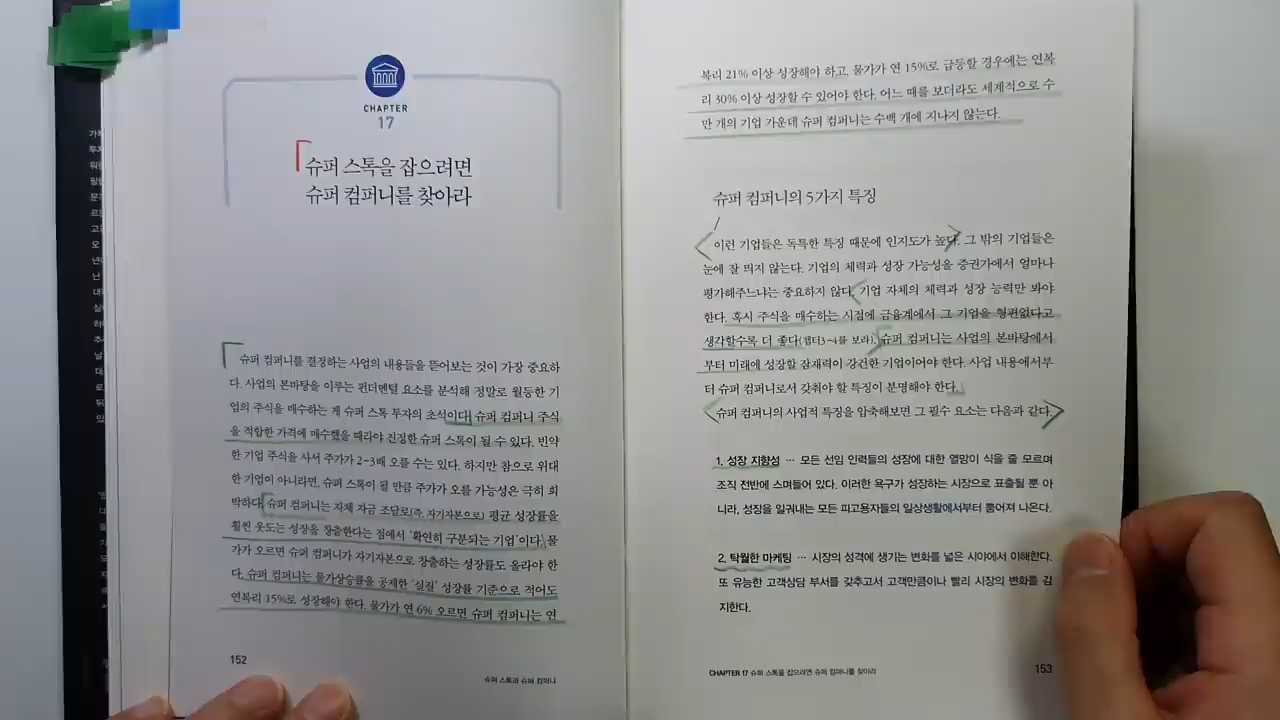 CHAPTER
17
슈퍼 스톡을 잡으려면
슈퍼 컴퍼니를 찾아라
슈퍼 컴퍼니를 결정하는 사업의 내용들을 뜯어보는 것이 가장 중요하
다. 사업의 본바탕을 이루는 펀더멘털 요소를 분석해 정말로 월등한 기
업의 주식을 매수하는 게 슈퍼 스톡 투자의 초석이다. 슈퍼 컴퍼니 주식
을 적합한 가격에 매수했을 때라야 진정한 슈퍼 스톡이 될 수 있다. 빈약
한 기업 주식을 사서 주가가 2~3배 오를 수는 있다. 하지만 참으로 위대
한 기업이 아니라면, 슈퍼 스톡이 될 만큼 주가가 오를 가능성은 극히 희
박하다. 슈퍼 컴퍼니는 자체 자금 조달로(즉, 자기자본으로) 평균 성장률을
훨씬 웃도는 성장을 창출한다는 점에서 '확연히 구분되는 기업'이다. 물
가가 오르면 슈퍼 컴퍼니가 자기자본으로 창출하는 성장률도 올라야 한
다. 슈퍼 컴퍼니는 물가상승률을 공제한 '실질' 성장률 기준으로 적어도
연복리 15%로 성장해야 한다. 물가가 연 6% 오르면 슈퍼 컴퍼니는 연
152
슈퍼 스톡과 슈퍼 컴퍼니
복리 21% 이상 성장해야 하고, 물가가 연 15%로 급등할 경우에는 연복
리 30% 이상 성장할 수 있어야 한다. 어느 때를 보더라도 세계적으로 수
만 개의 기업 가운데 슈퍼 컴퍼니는 수백 개에 지나지 않는다.
슈퍼 컴퍼니의 5가지 특징
이런 기업들은 독특한 특징 때문에 인지도가 높다. 그 밖의 기업들은
눈에 잘 띄지 않는다. 기업의 체력과 성장 가능성을 증권가에서 얼마나
평가해주느냐는 중요하지 않다. 기업 자체의 체력과 성장 능력만 봐야
한다. 혹시 주식을 매수하는 시점에 금융계에서 그 기업을 형편없다고
생각할수록 더 좋다(챕터3~4를 보라). 슈퍼 컴퍼니는 사업의 본바탕에서
부터 미래에 성장할 잠재력이 강건한 기업이어야 한다. 사업 내용에서부
터 슈퍼 컴퍼니로서 갖춰야 할 특징이 분명해야 한다.
슈퍼 컴퍼니의 사업적 특징을 압축해보면 그 필수 요소는 다음과 같다.
1. 성장 지향성 … 모든 선임 인력들의 성장에 대한 열망이 식을 줄 모르며
조직 전반에 스며들어 있다. 이러한 욕구가 성장하는 시장으로 표출될 뿐 아
니라, 성장을 일궈내는 모든 피고용자들의 일상생활에서부터 뿜어져 나온다.
2. 탁월한 마케팅 … 시장의 성격에 생기는 변화를 넓은 시야에서 이해한다.
또 유능한 고객상담 부서를 갖추고서 고객만큼이나 빨리 시장의 변화를 감
지한다.
CHAPTER 17 슈퍼 스톡을 잡으려면 슈퍼 컴퍼니를 찾아라
153